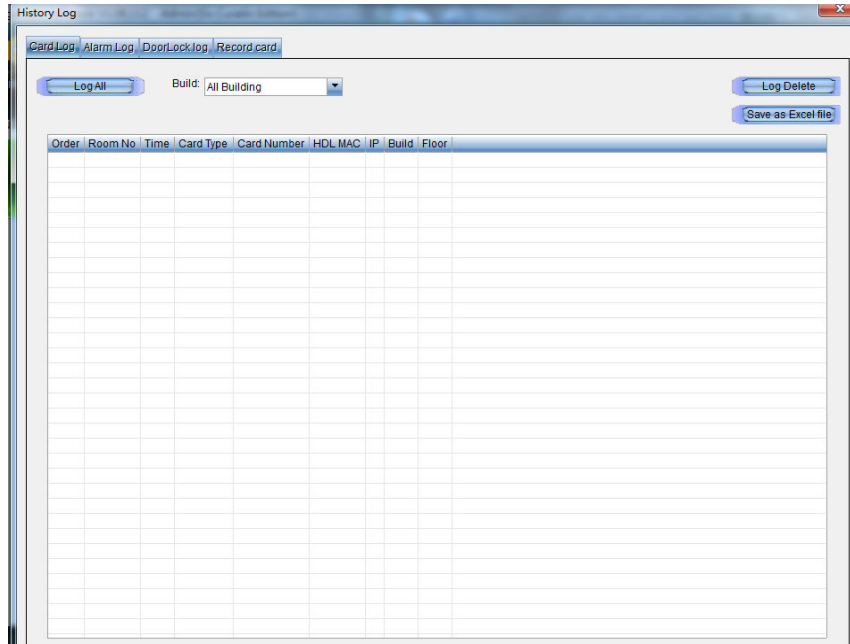 History Log
Card Log Alarm Log DoorLock log Record card
Log All Build: All Building Log Delete
Save as Excel file
Order Room No Time Card Type Card Number HDL MAC IP Build Floor